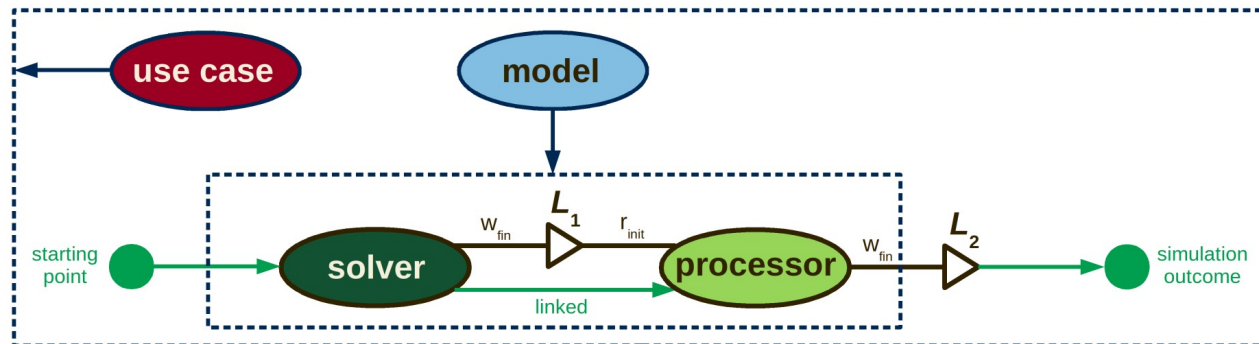 use case
model
L1
L2
wfin
rinit
wfin
starting
point
solver
processor
simulation
outcome
linked